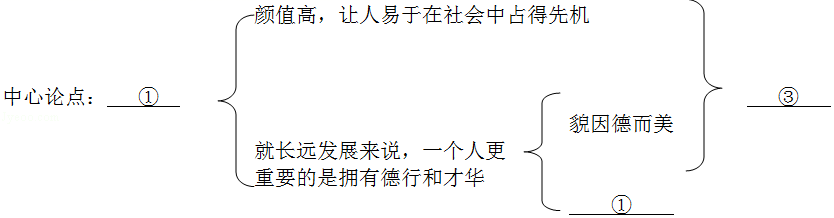 颜值高，让人易于在社会中占得先机
中心论点：①
③
貌因德而美
就长远发展来说，一个人更
重要的是拥有德行和才华
①